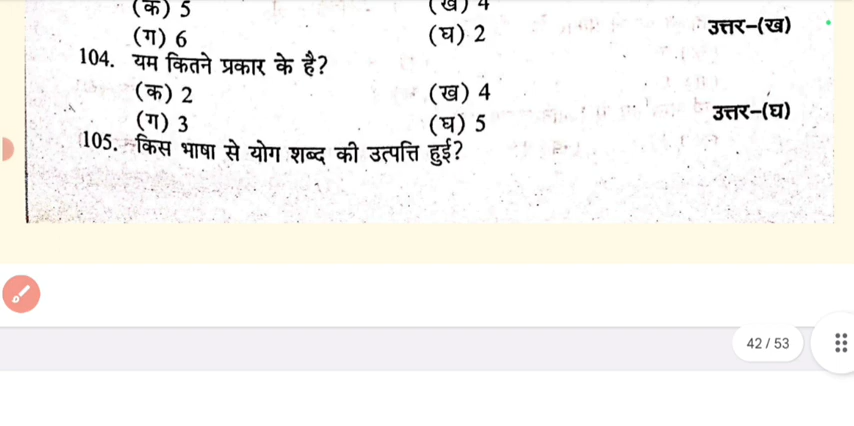 (क) 5 (ख) 4
(ग) 6 (घ) 2 उत्तर-(ख)
104. यम कितने प्रकार के है?
(क) 2 (ख) 4
(ग) 3 (घ) 5 उत्तर-(घ)
105. किस भाषा से योग शब्द की उत्पत्ति हुई?
42 / 53